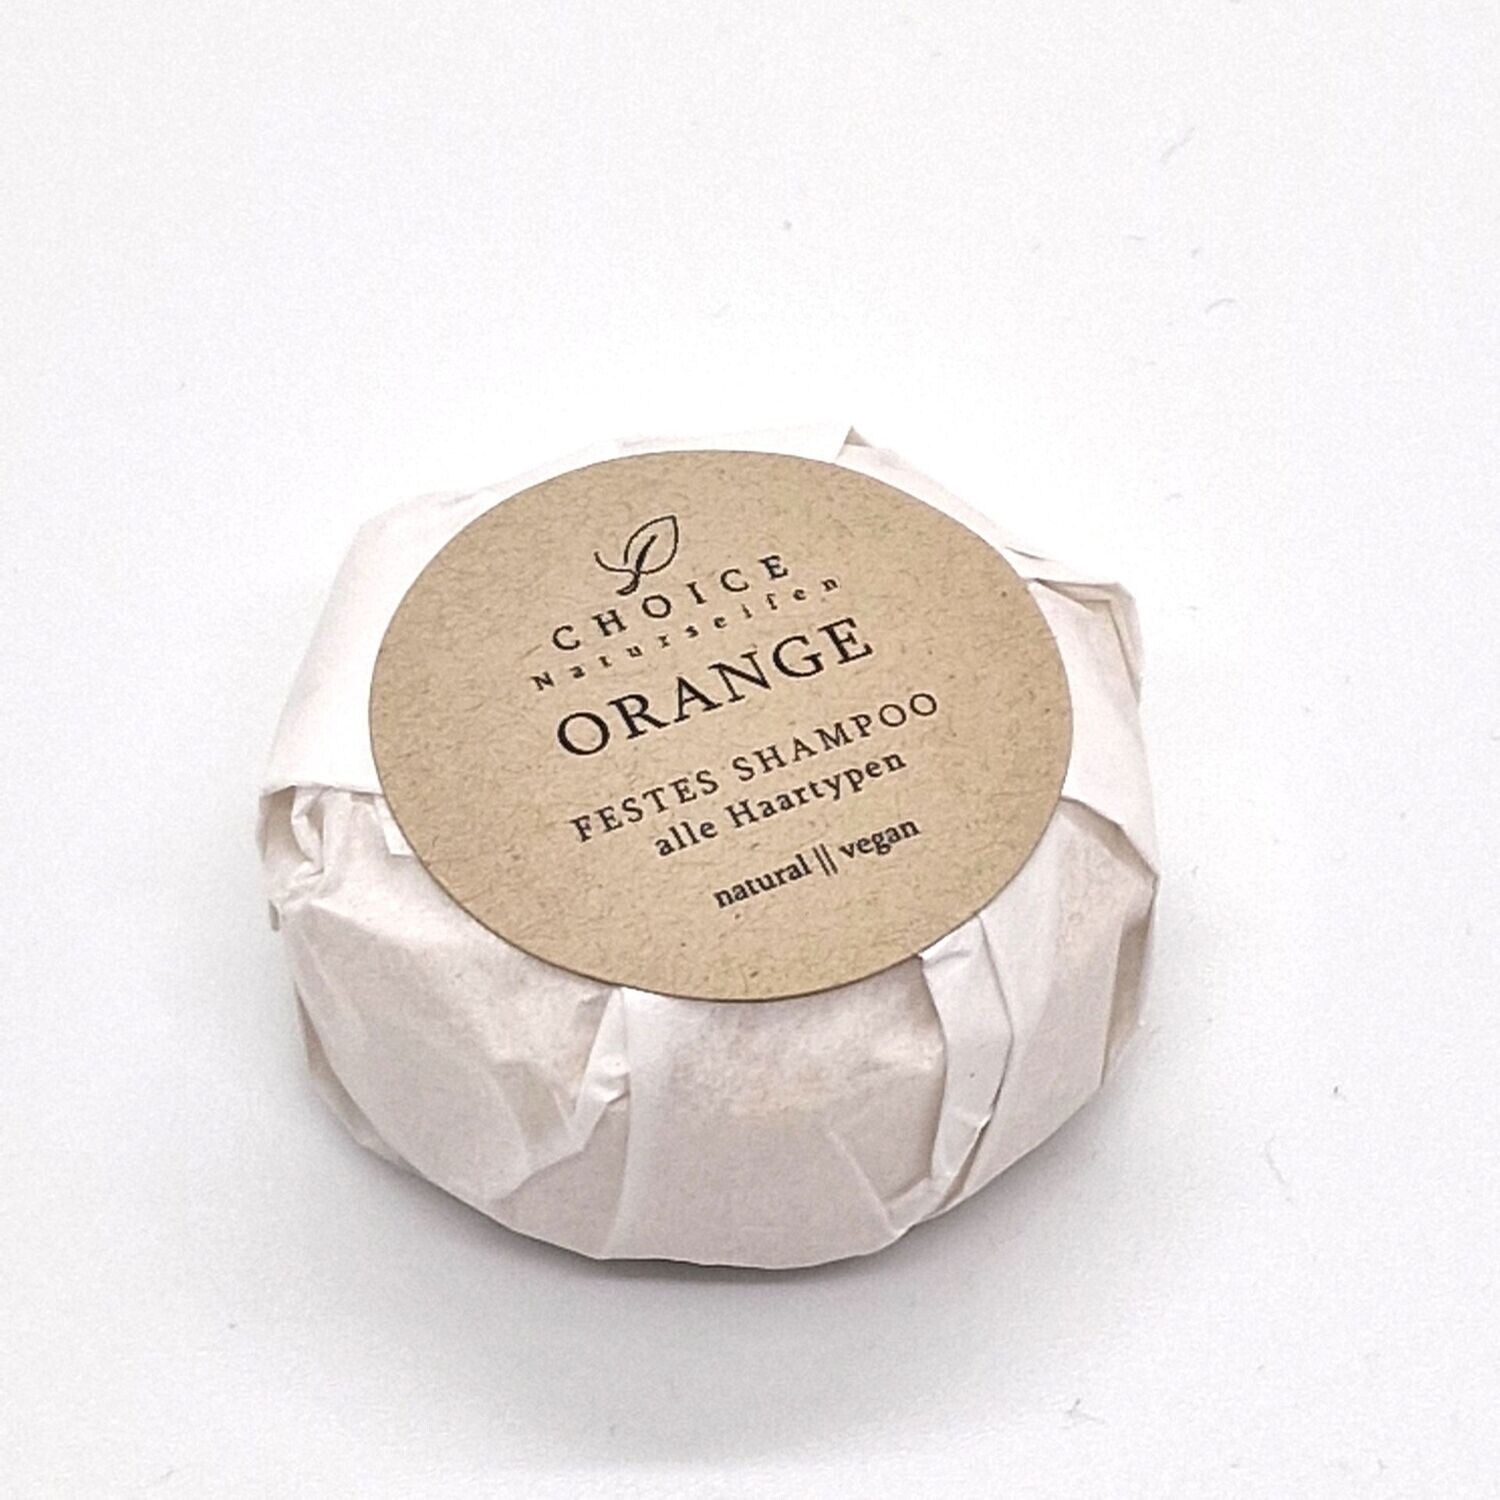 CHOICE
Naturseifen
ORANGE
FESTES SHAMPOO
alle Haartypen
natural || vegan